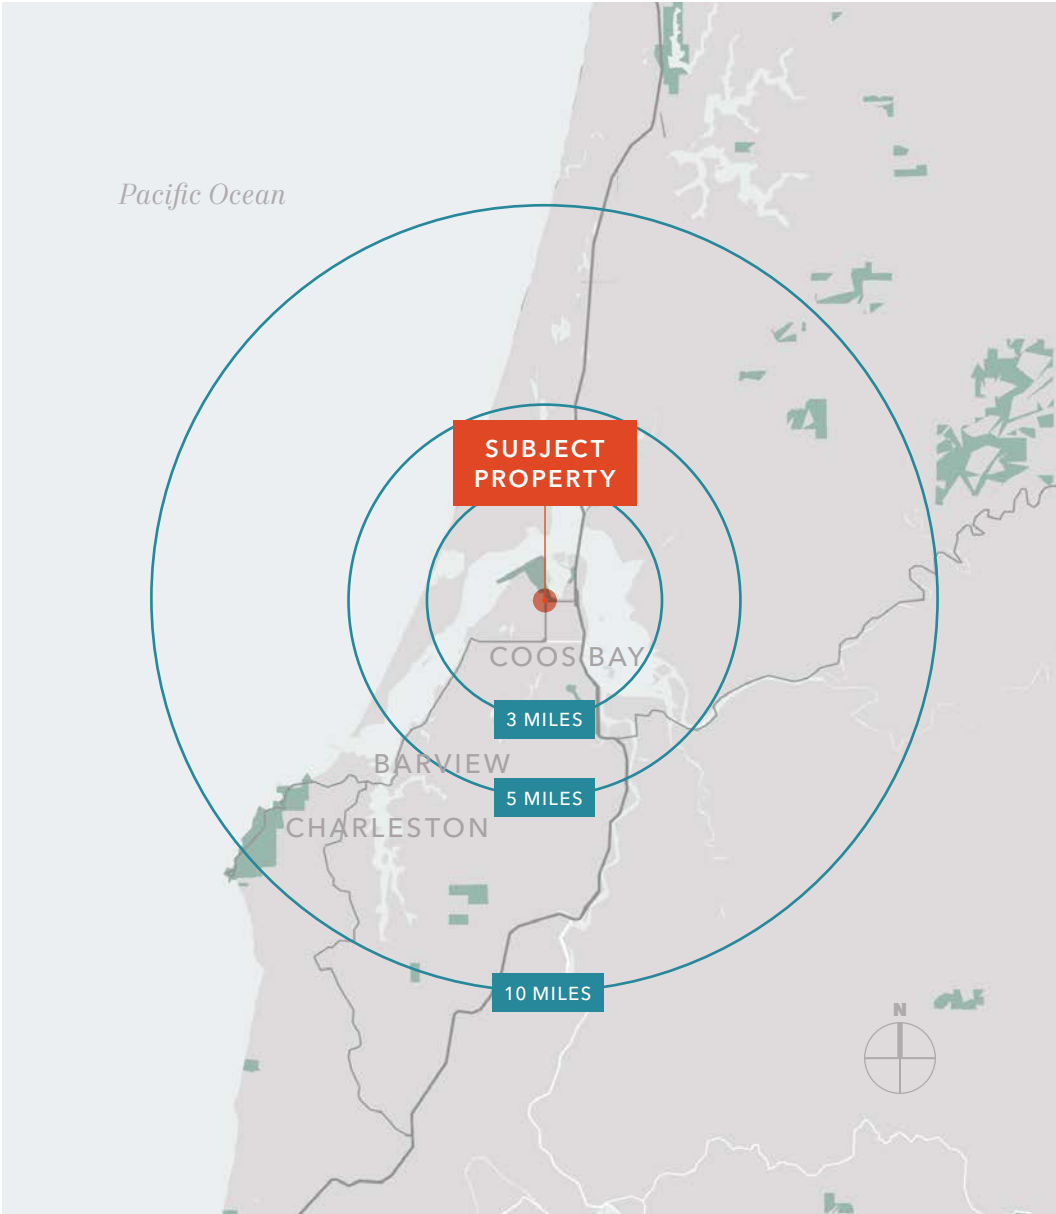 Pacific Ocean
SUBJECT
PROPERTY
COOS BAY
3 MILES
BARVIEW
5 MILES
CHARLESTON
10 MILES
N